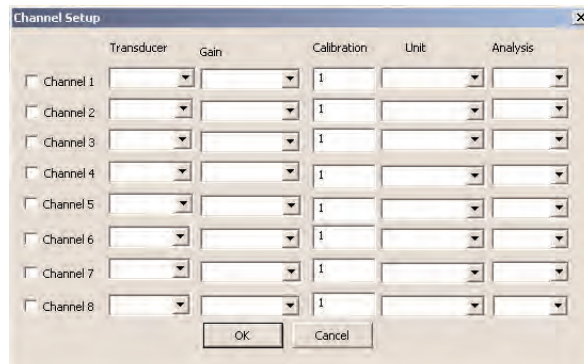 Channel Setup
Transducer Gain Calibration Unit Analysis
Channel 1 1
Channel 2 1
Channel 3 1
Channel 4 1
Channel 5 1
Channel 6 1
Channel 7 1
Channel 8 1
OK Cancel